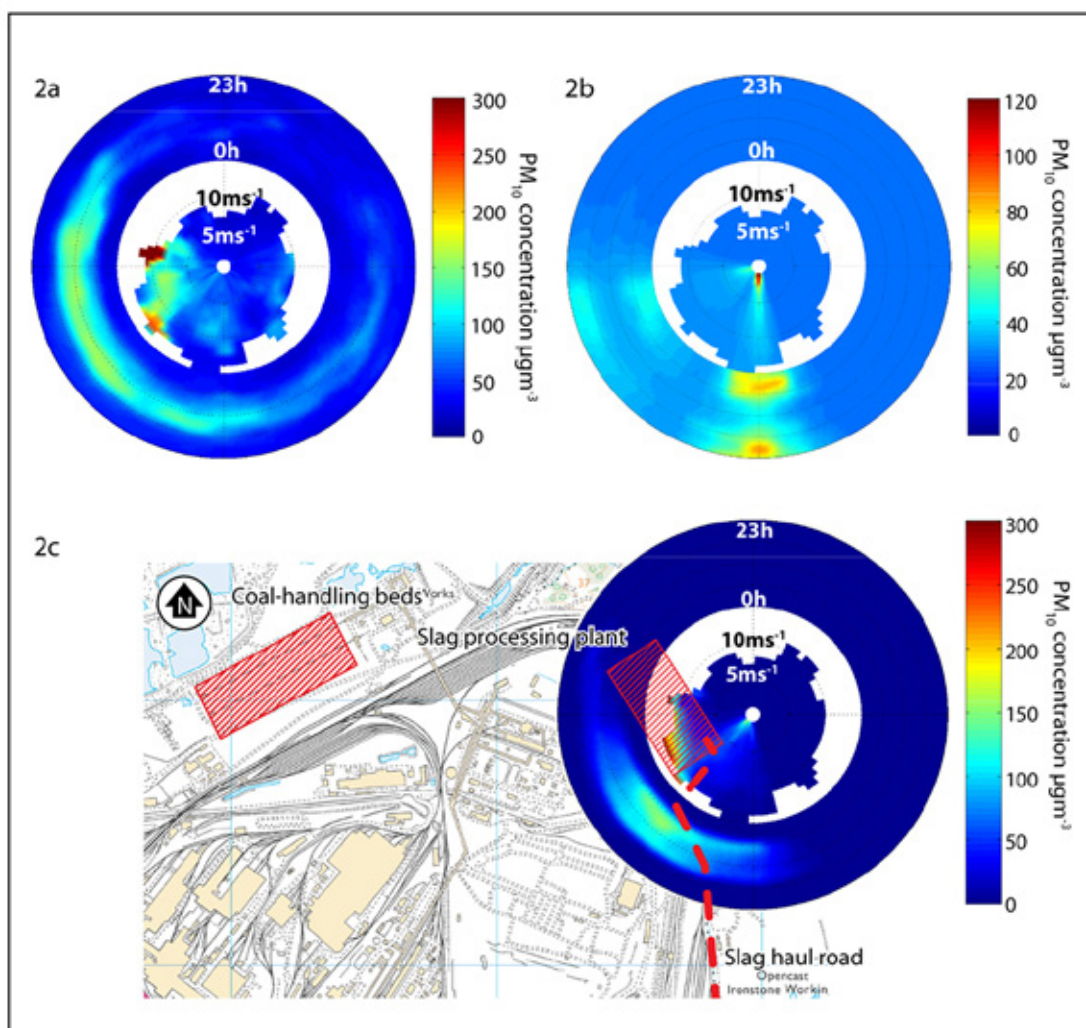 2a
23h
0h
10ms-1
5ms-1
300
250
200
150
100
50
0
PM10 concentration µgm-3
2b
23h
0h
10ms-1
5ms-1
120
100
80
60
40
20
0
PM10 concentration µgm-3
2c
N
Coal-handling beds
Works
Slag processing plant
37
23h
0h
10ms-1
5ms-1
300
250
200
150
100
50
0
PM10 concentration µgm-3
Slag haul road
Opencast
Ironstone Workin